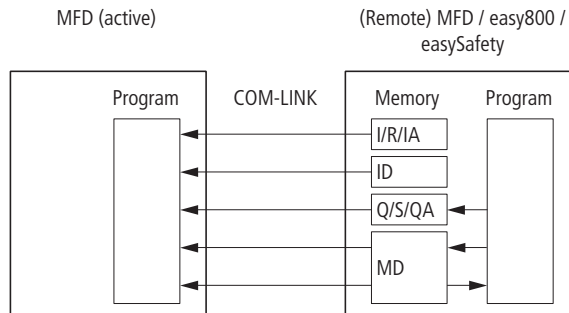 MFD (active)
(Remote) MFD / easy800 /
easySafety
Program
COM-LINK
Memory
Program
I/R/IA
ID
Q/S/QA
MD